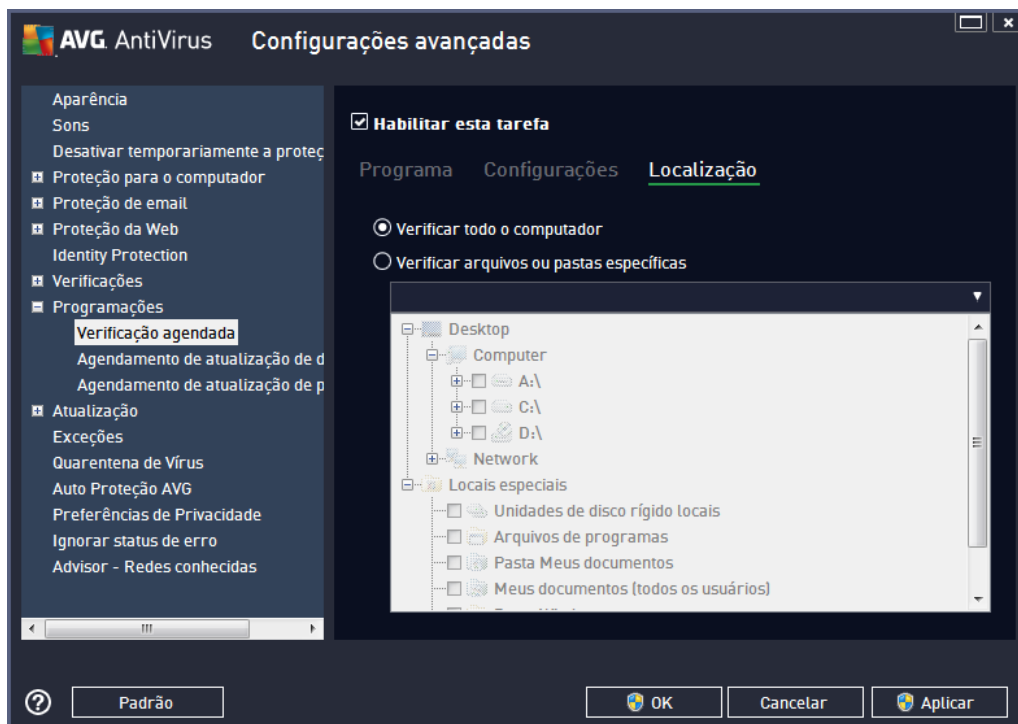 AVG. AntiVirus Configurações avançadas
Aparência
Sons
Desativar temporariamente a proteç
Proteção para o computador
Proteção de email
Proteção da Web
Identity Protection
Verificações
Programações
Verificação agendada
Agendamento de atualização de d
Agendamento de atualização de p
Atualização
Exceções
Quarentena de Vírus
Auto Proteção AVG
Preferências de Privacidade
Ignorar status de erro
Advisor - Redes conhecidas
Habilitar esta tarefa
Programa Configurações Localização
Verificar todo o computador
Verificar arquivos ou pastas específicas
Desktop
Computer
A:\
C:\
D:\
Network
Locais especiais
Unidades de disco rígido locais
Arquivos de programas
Pasta Meus documentos
Meus documentos (todos os usuários)
Padrão
OK
Cancelar
Aplicar